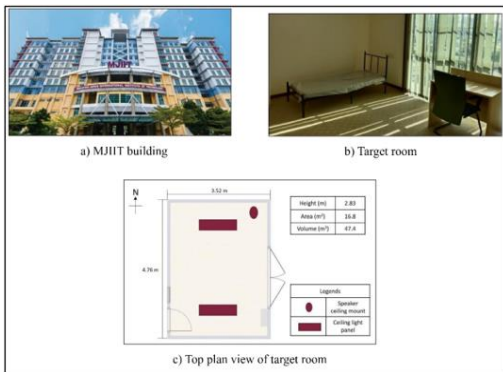 MJIIT
a) MJIIT building
b) Target room
N
3.52 m
4.76 m
Height (m) 2.83
Area (m²) 16.8
Volume (m³) 47.4
Legends
Speaker ceiling mount
Ceiling light panel
c) Top plan view of target room